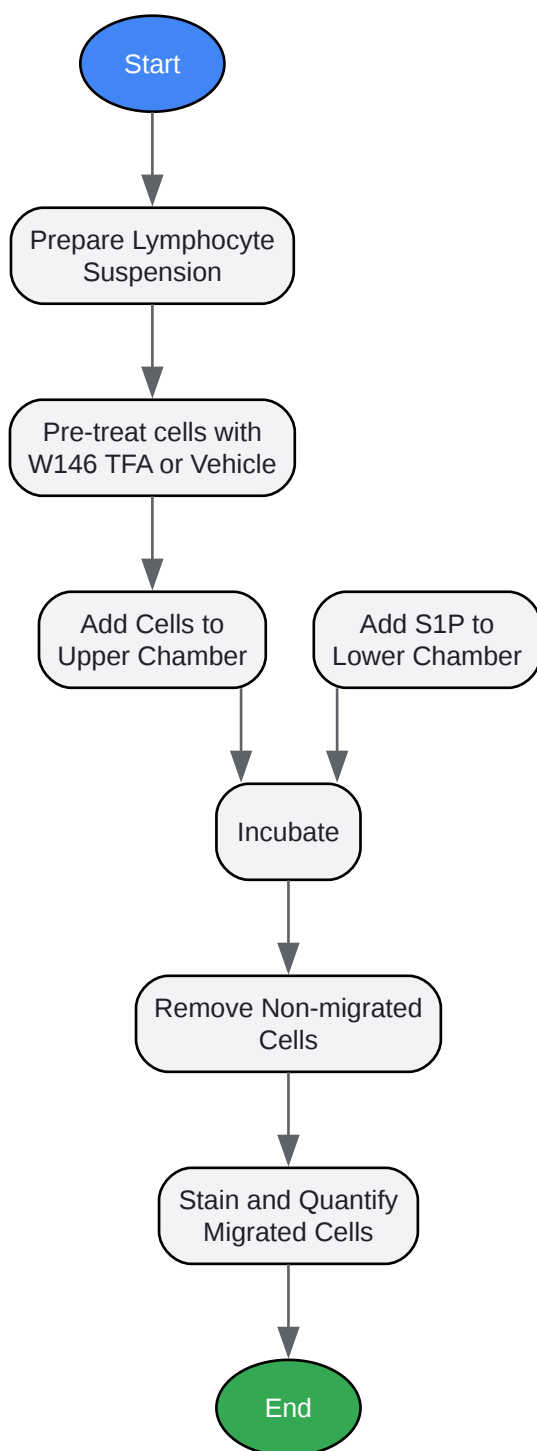 Start
Prepare Lymphocyte
Suspension
Pre-treat cells with
W146 TFA or Vehicle
Add Cells to
Upper Chamber
Add S1P to
Lower Chamber
Incubate
Remove Non-migrated
Cells
Stain and Quantify
Migrated Cells
End